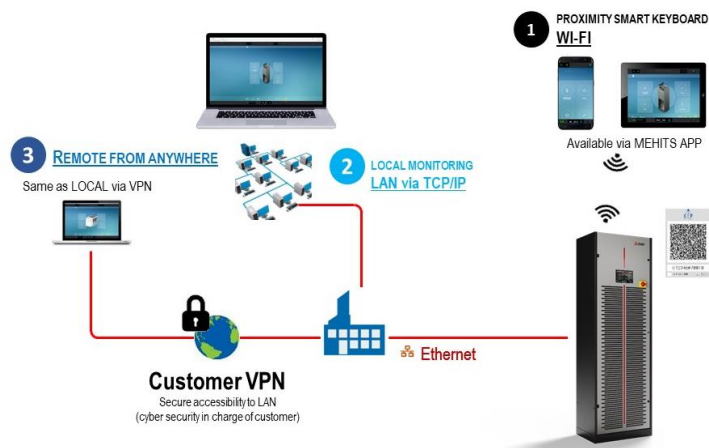 1
PROXIMITY SMART KEYBOARD
WI-FI
Available via MEHITS APP
3
REMOTE FROM ANYWHERE
Same as LOCAL via VPN
2
LOCAL MONITORING
LAN via TCP/IP
Ethernet
Customer VPN
Secure accessibility to LAN
(cyber security in charge of customer)